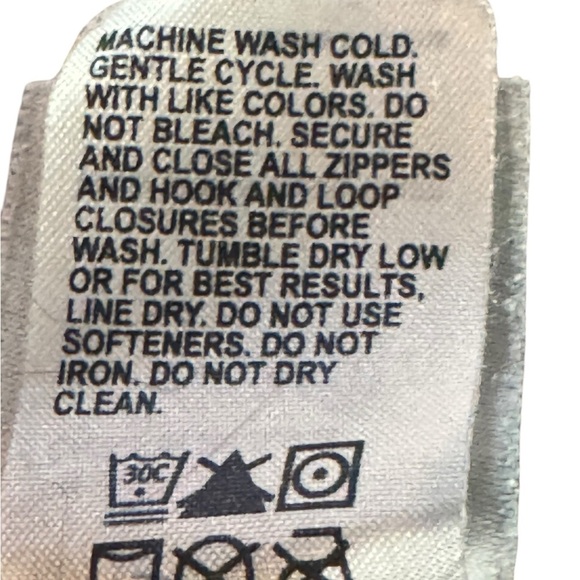 MACHINE WASH COLD.
GENTLE CYCLE. WASH
WITH LIKE COLORS. DO
NOT BLEACH. SECURE
AND CLOSE ALL ZIPPERS
AND HOOK AND LOOP
CLOSURES BEFORE
WASH. TUMBLE DRY LOW
OR FOR BEST RESULTS,
LINE DRY. DO NOT USE
SOFTENERS. DO NOT
IRON. DO NOT DRY
CLEAN.
30C